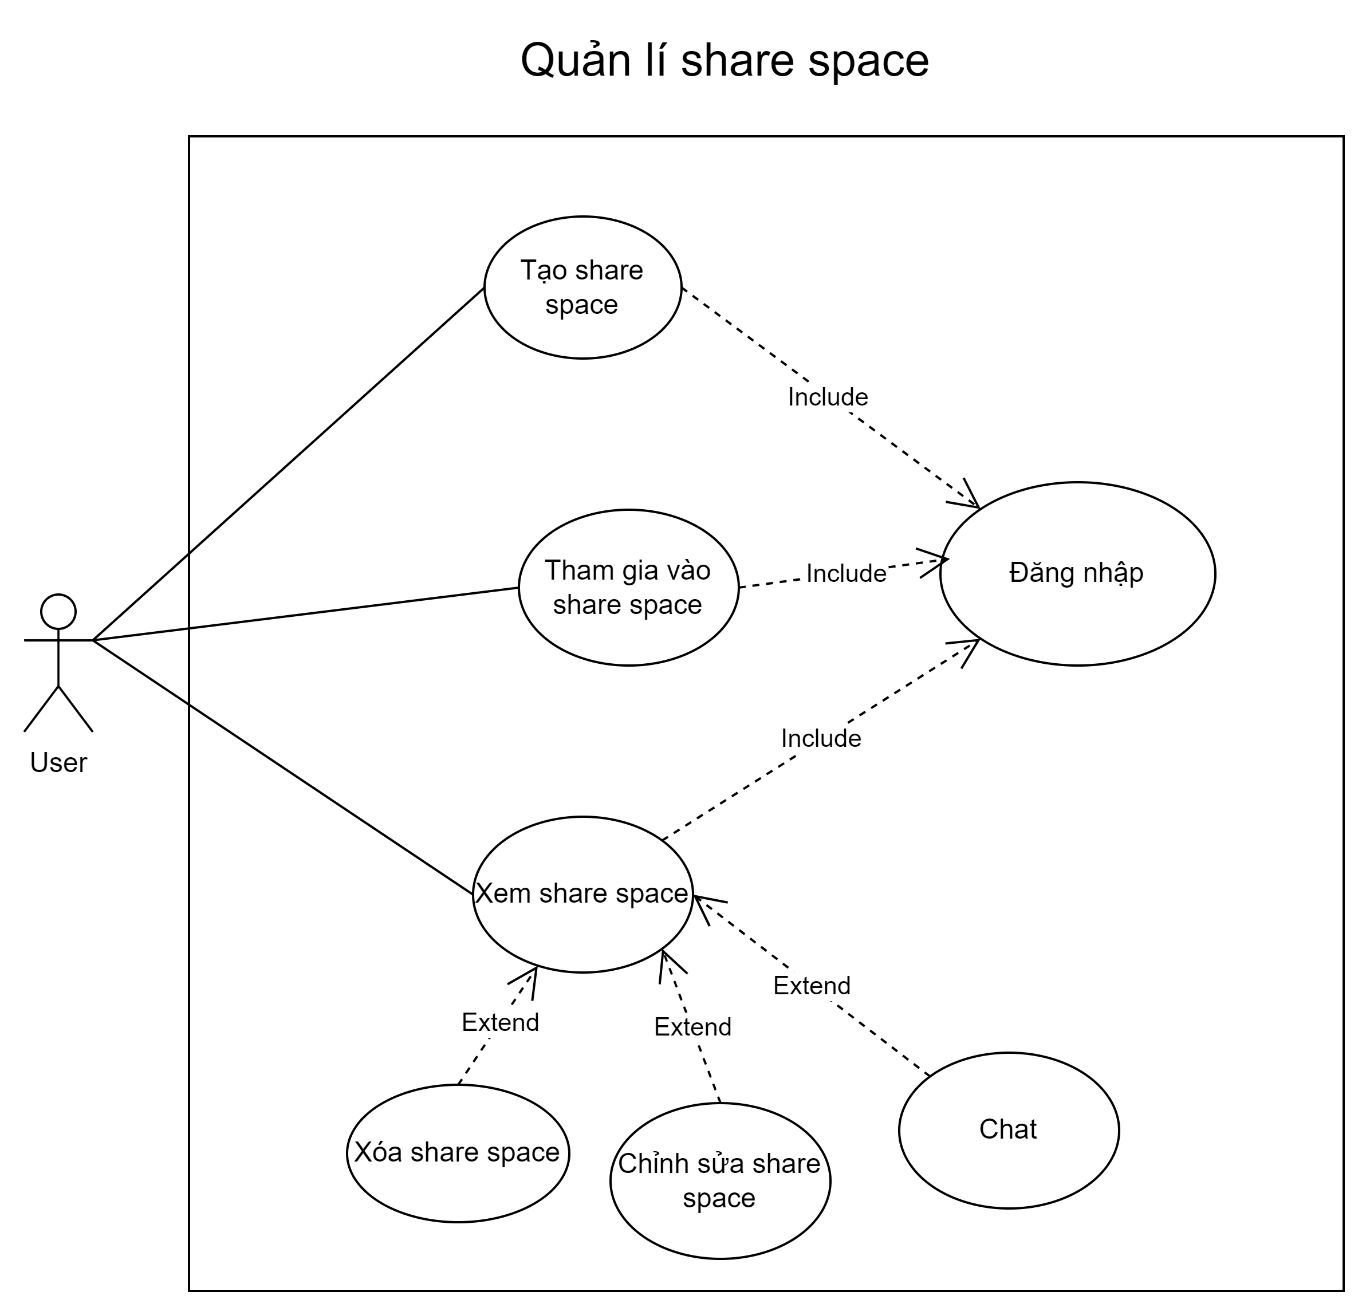 Quản lí share space
Tạo share
space
Include
Tham gia vào
share space
Include
Đăng nhập
User
Include
Xem share space
Extend
Extend
Extend
Xóa share space
Chỉnh sửa share
space
Chat